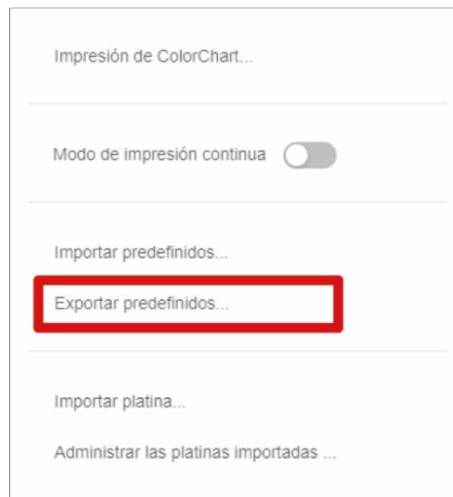 Impresión de ColorChart...
Modo de impresión continua
Importar predefinidos...
Exportar predefinidos...
Importar platina...
Administrar las platinas importadas ...